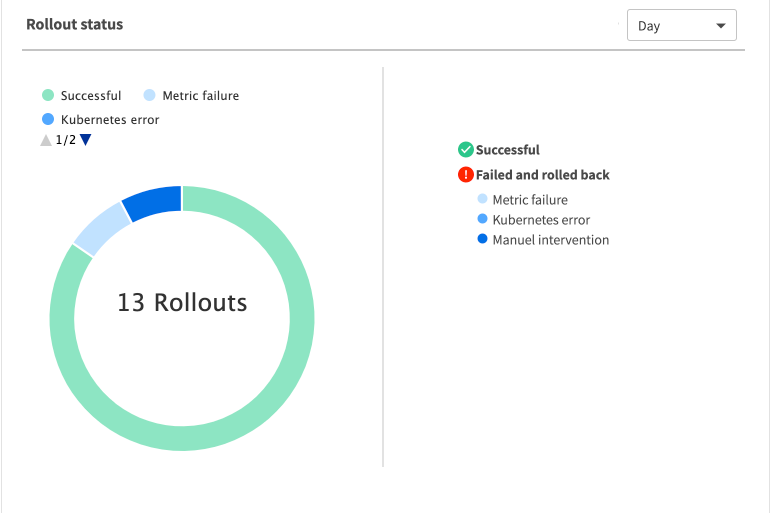 Rollout status
Day
Successful
Metric failure
Kubernetes error
1/2
13 Rollouts
Successful
Failed and rolled back
Metric failure
Kubernetes error
Manuel intervention